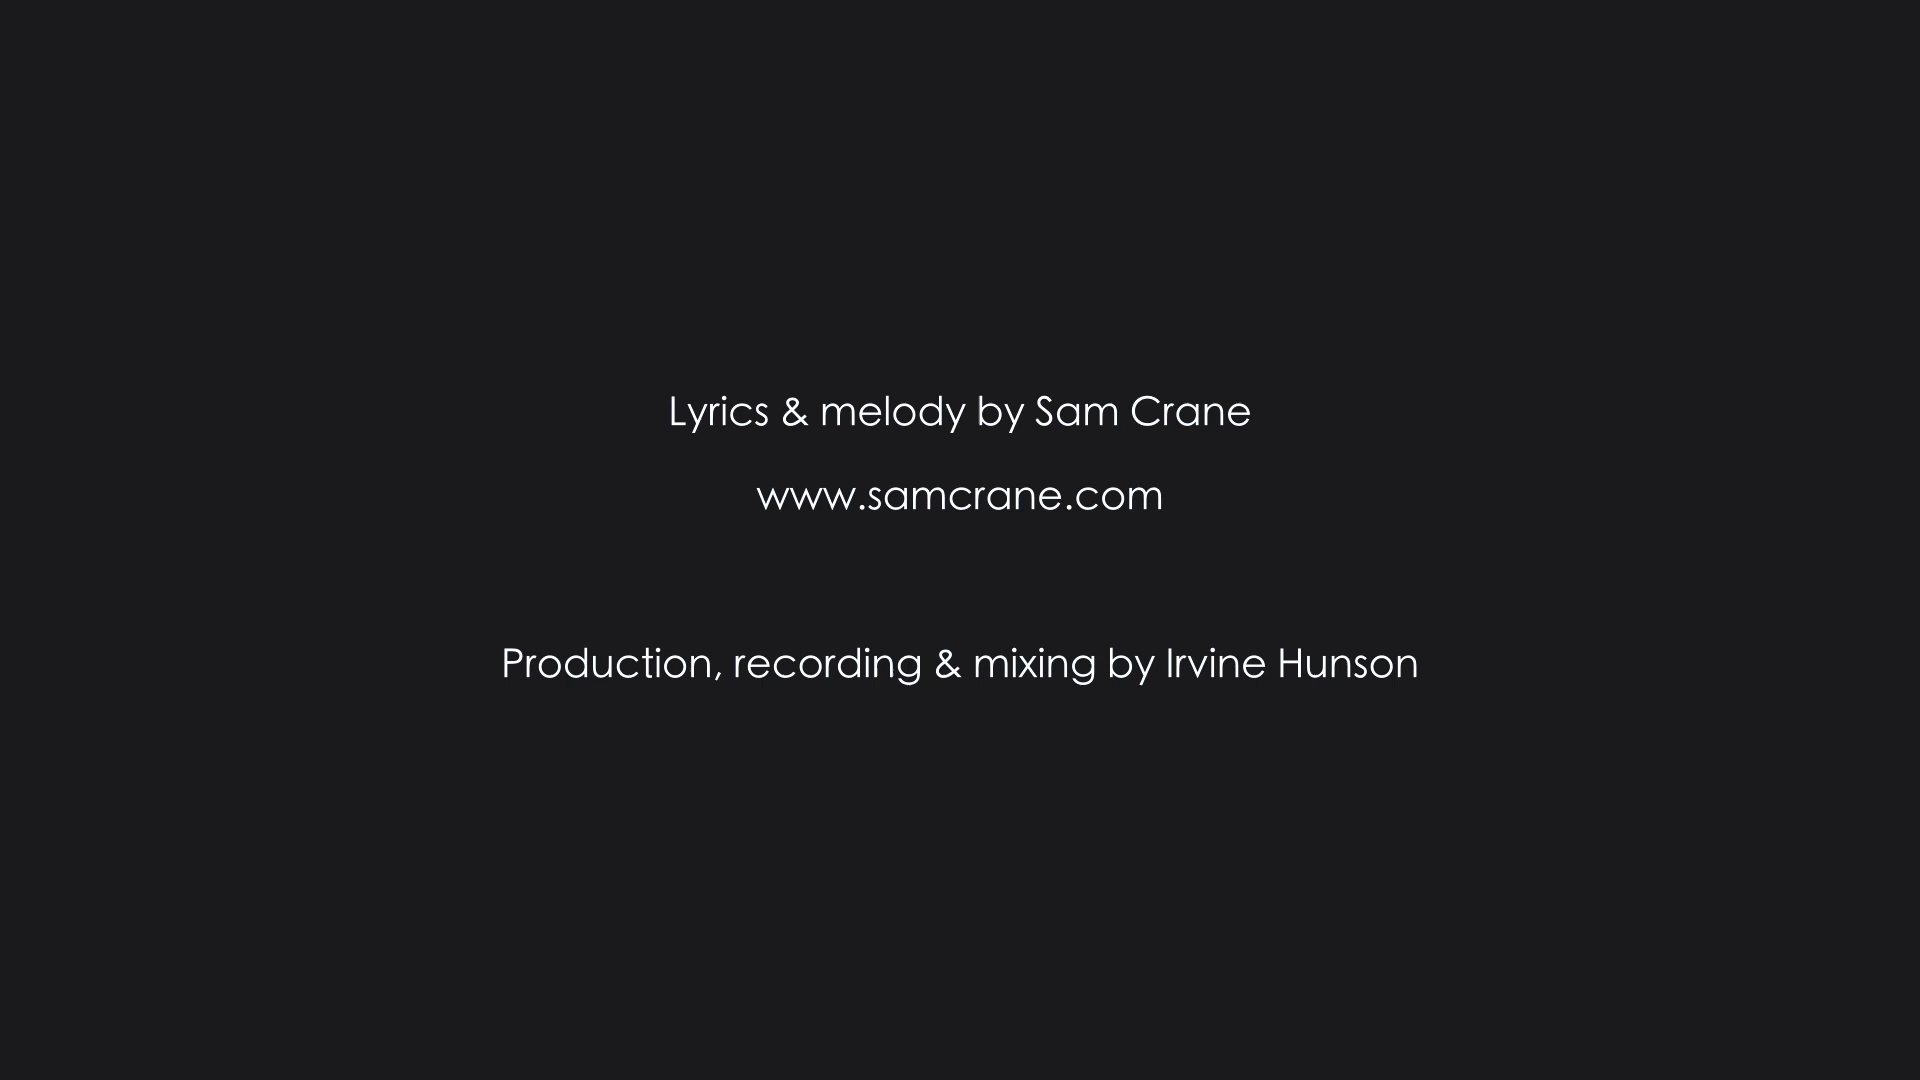 Lyrics & melody by Sam Crane
www.samcrane.com
Production, recording & mixing by Irvine Hunson